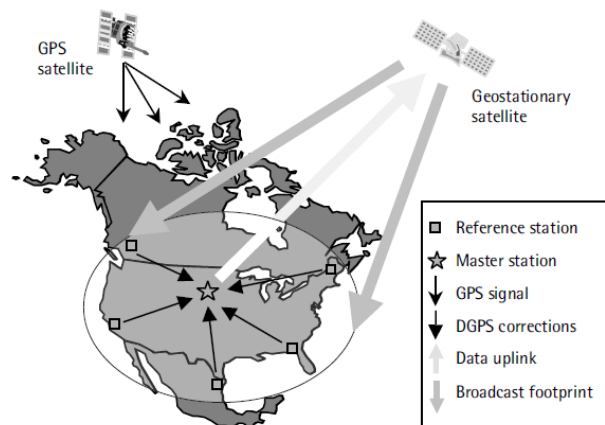 GPS
satellite
Geostationary
satellite
Reference station
Master station
GPS signal
DGPS corrections
Data uplink
Broadcast footprint